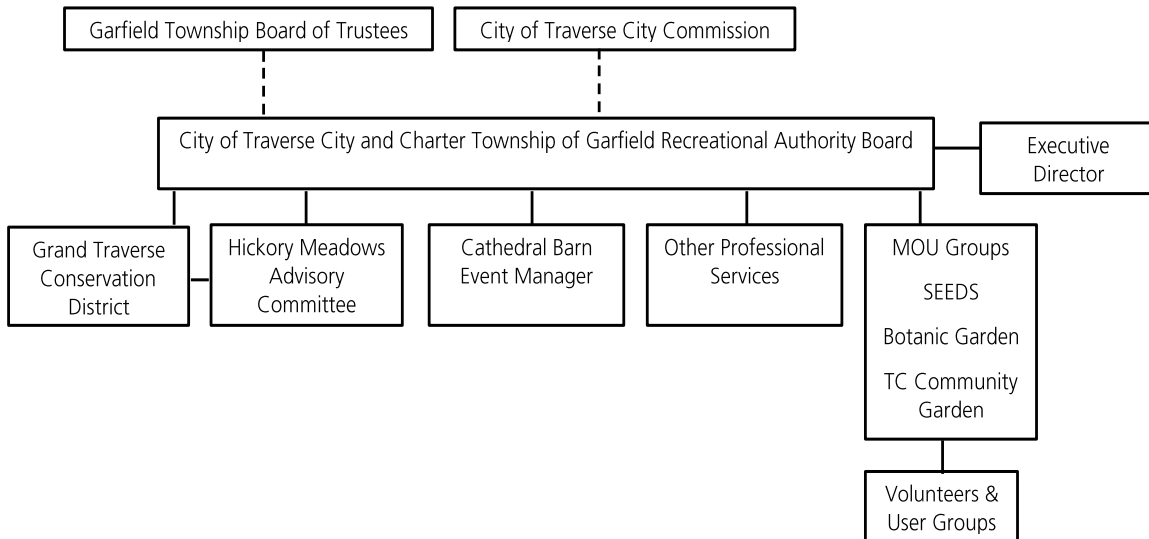 Garfield Township Board of Trustees
City of Traverse City Commission
City of Traverse City and Charter Township of Garfield Recreational Authority Board
Executive
Director
Grand Traverse
Conservation
District
Hickory Meadows
Advisory
Committee
Cathedral Barn
Event Manager
Other Professional
Services
MOU Groups
SEEDS
Botanic Garden
TC Community
Garden
Volunteers &
User Groups